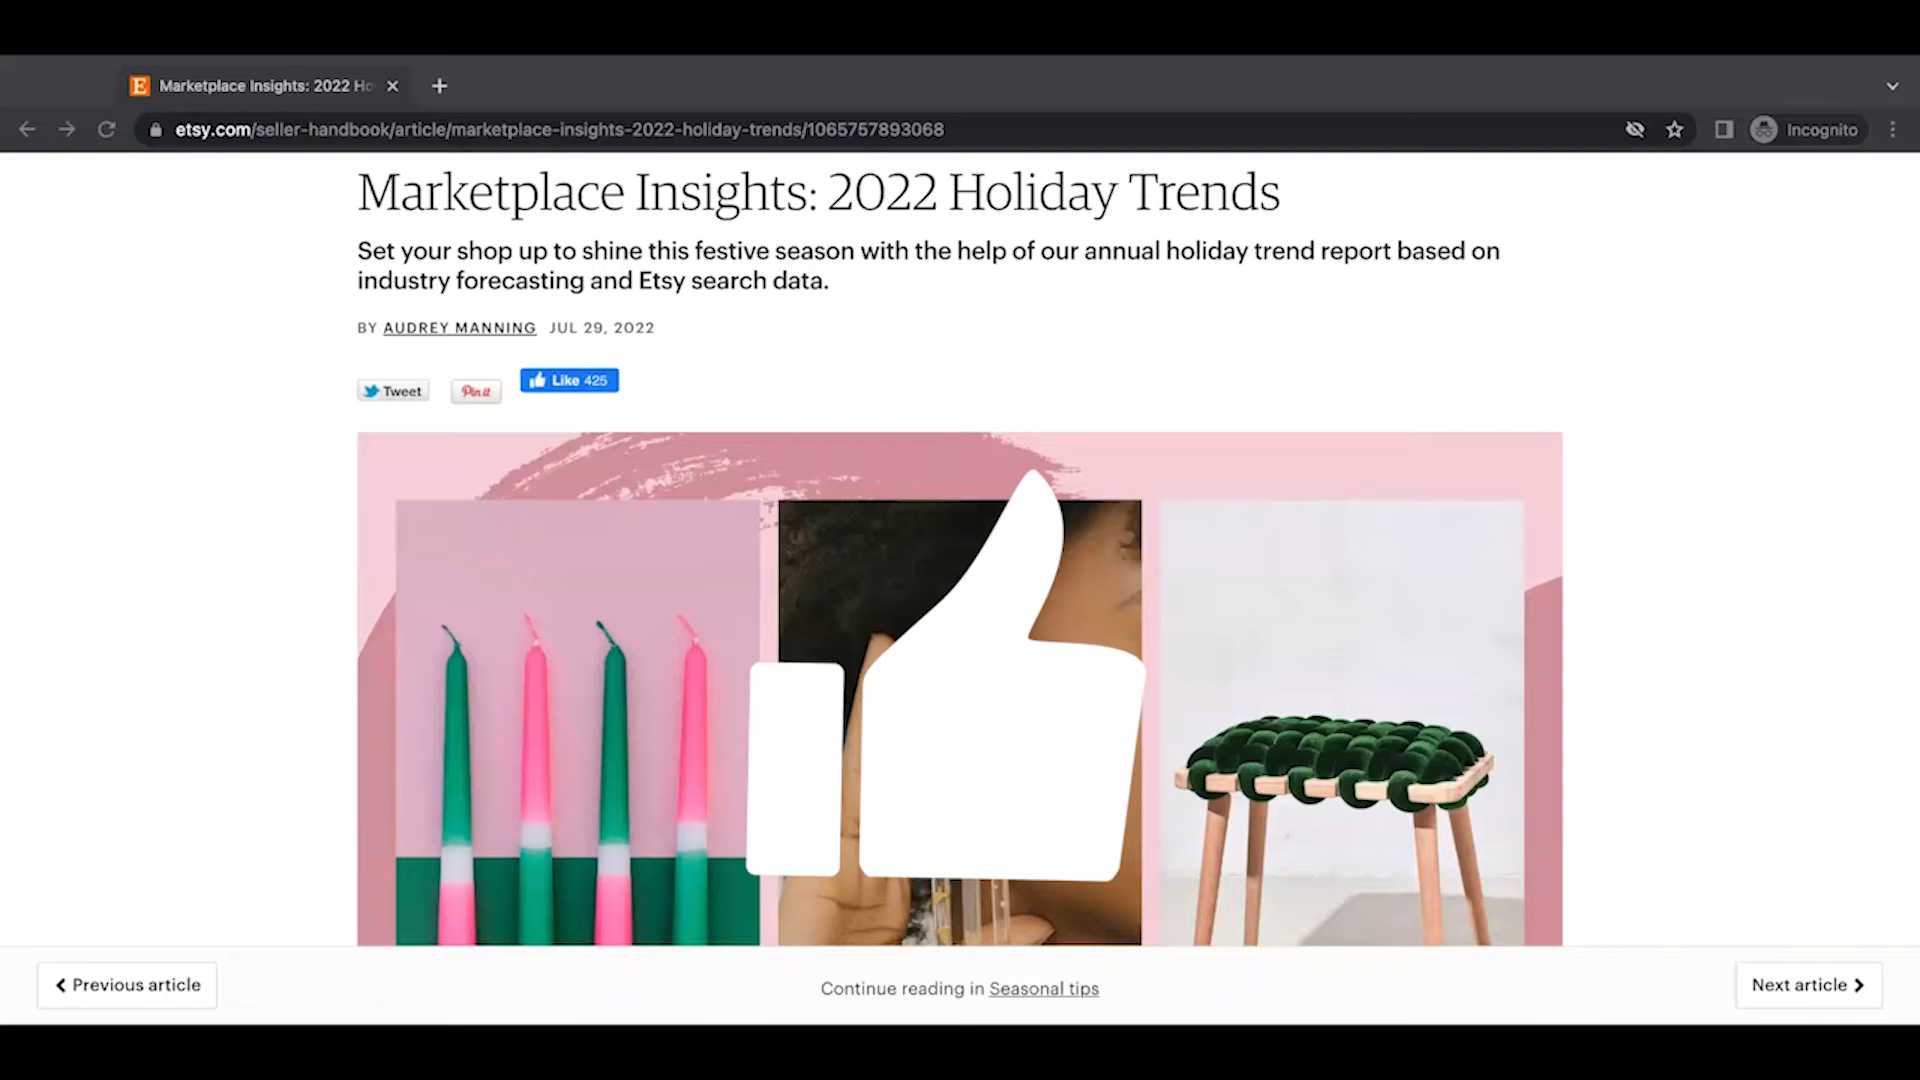 Marketplace Insights: 2022 Ho
etsy.com/seller-handbook/article/marketplace-insights-2022-holiday-trends/1065757893068
Incognito
Marketplace Insights: 2022 Holiday Trends
Set your shop up to shine this festive season with the help of our annual holiday trend report based on
industry forecasting and Etsy search data.
BY AUDREY MANNING JUL 29, 2022
Tweet
Pin it
Like 425
Previous article
Continue reading in Seasonal tips
Next article